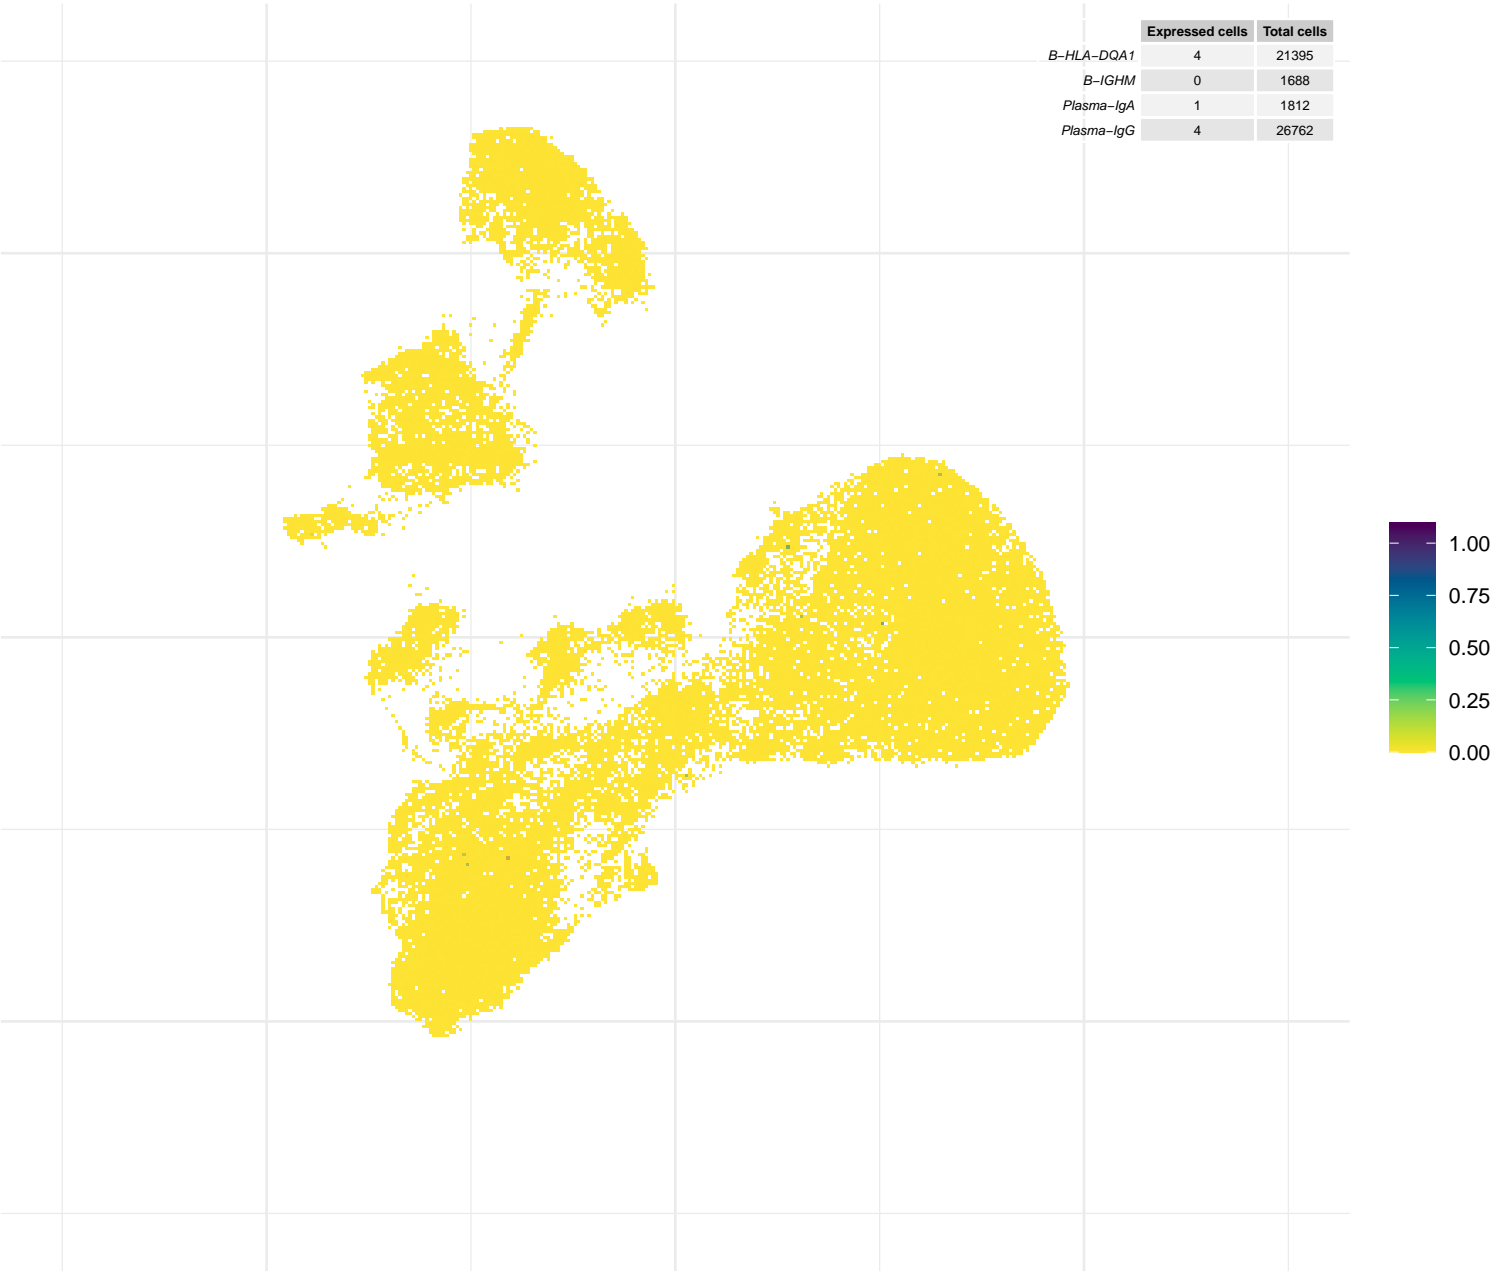 Expressed cells Total cells
B−HLA−DQA1 4 21395
B−IGHM 0 1688
Plasma−IgA 1 1812
Plasma−IgG 4 26762
1.00
0.75
0.50
0.25
0.00